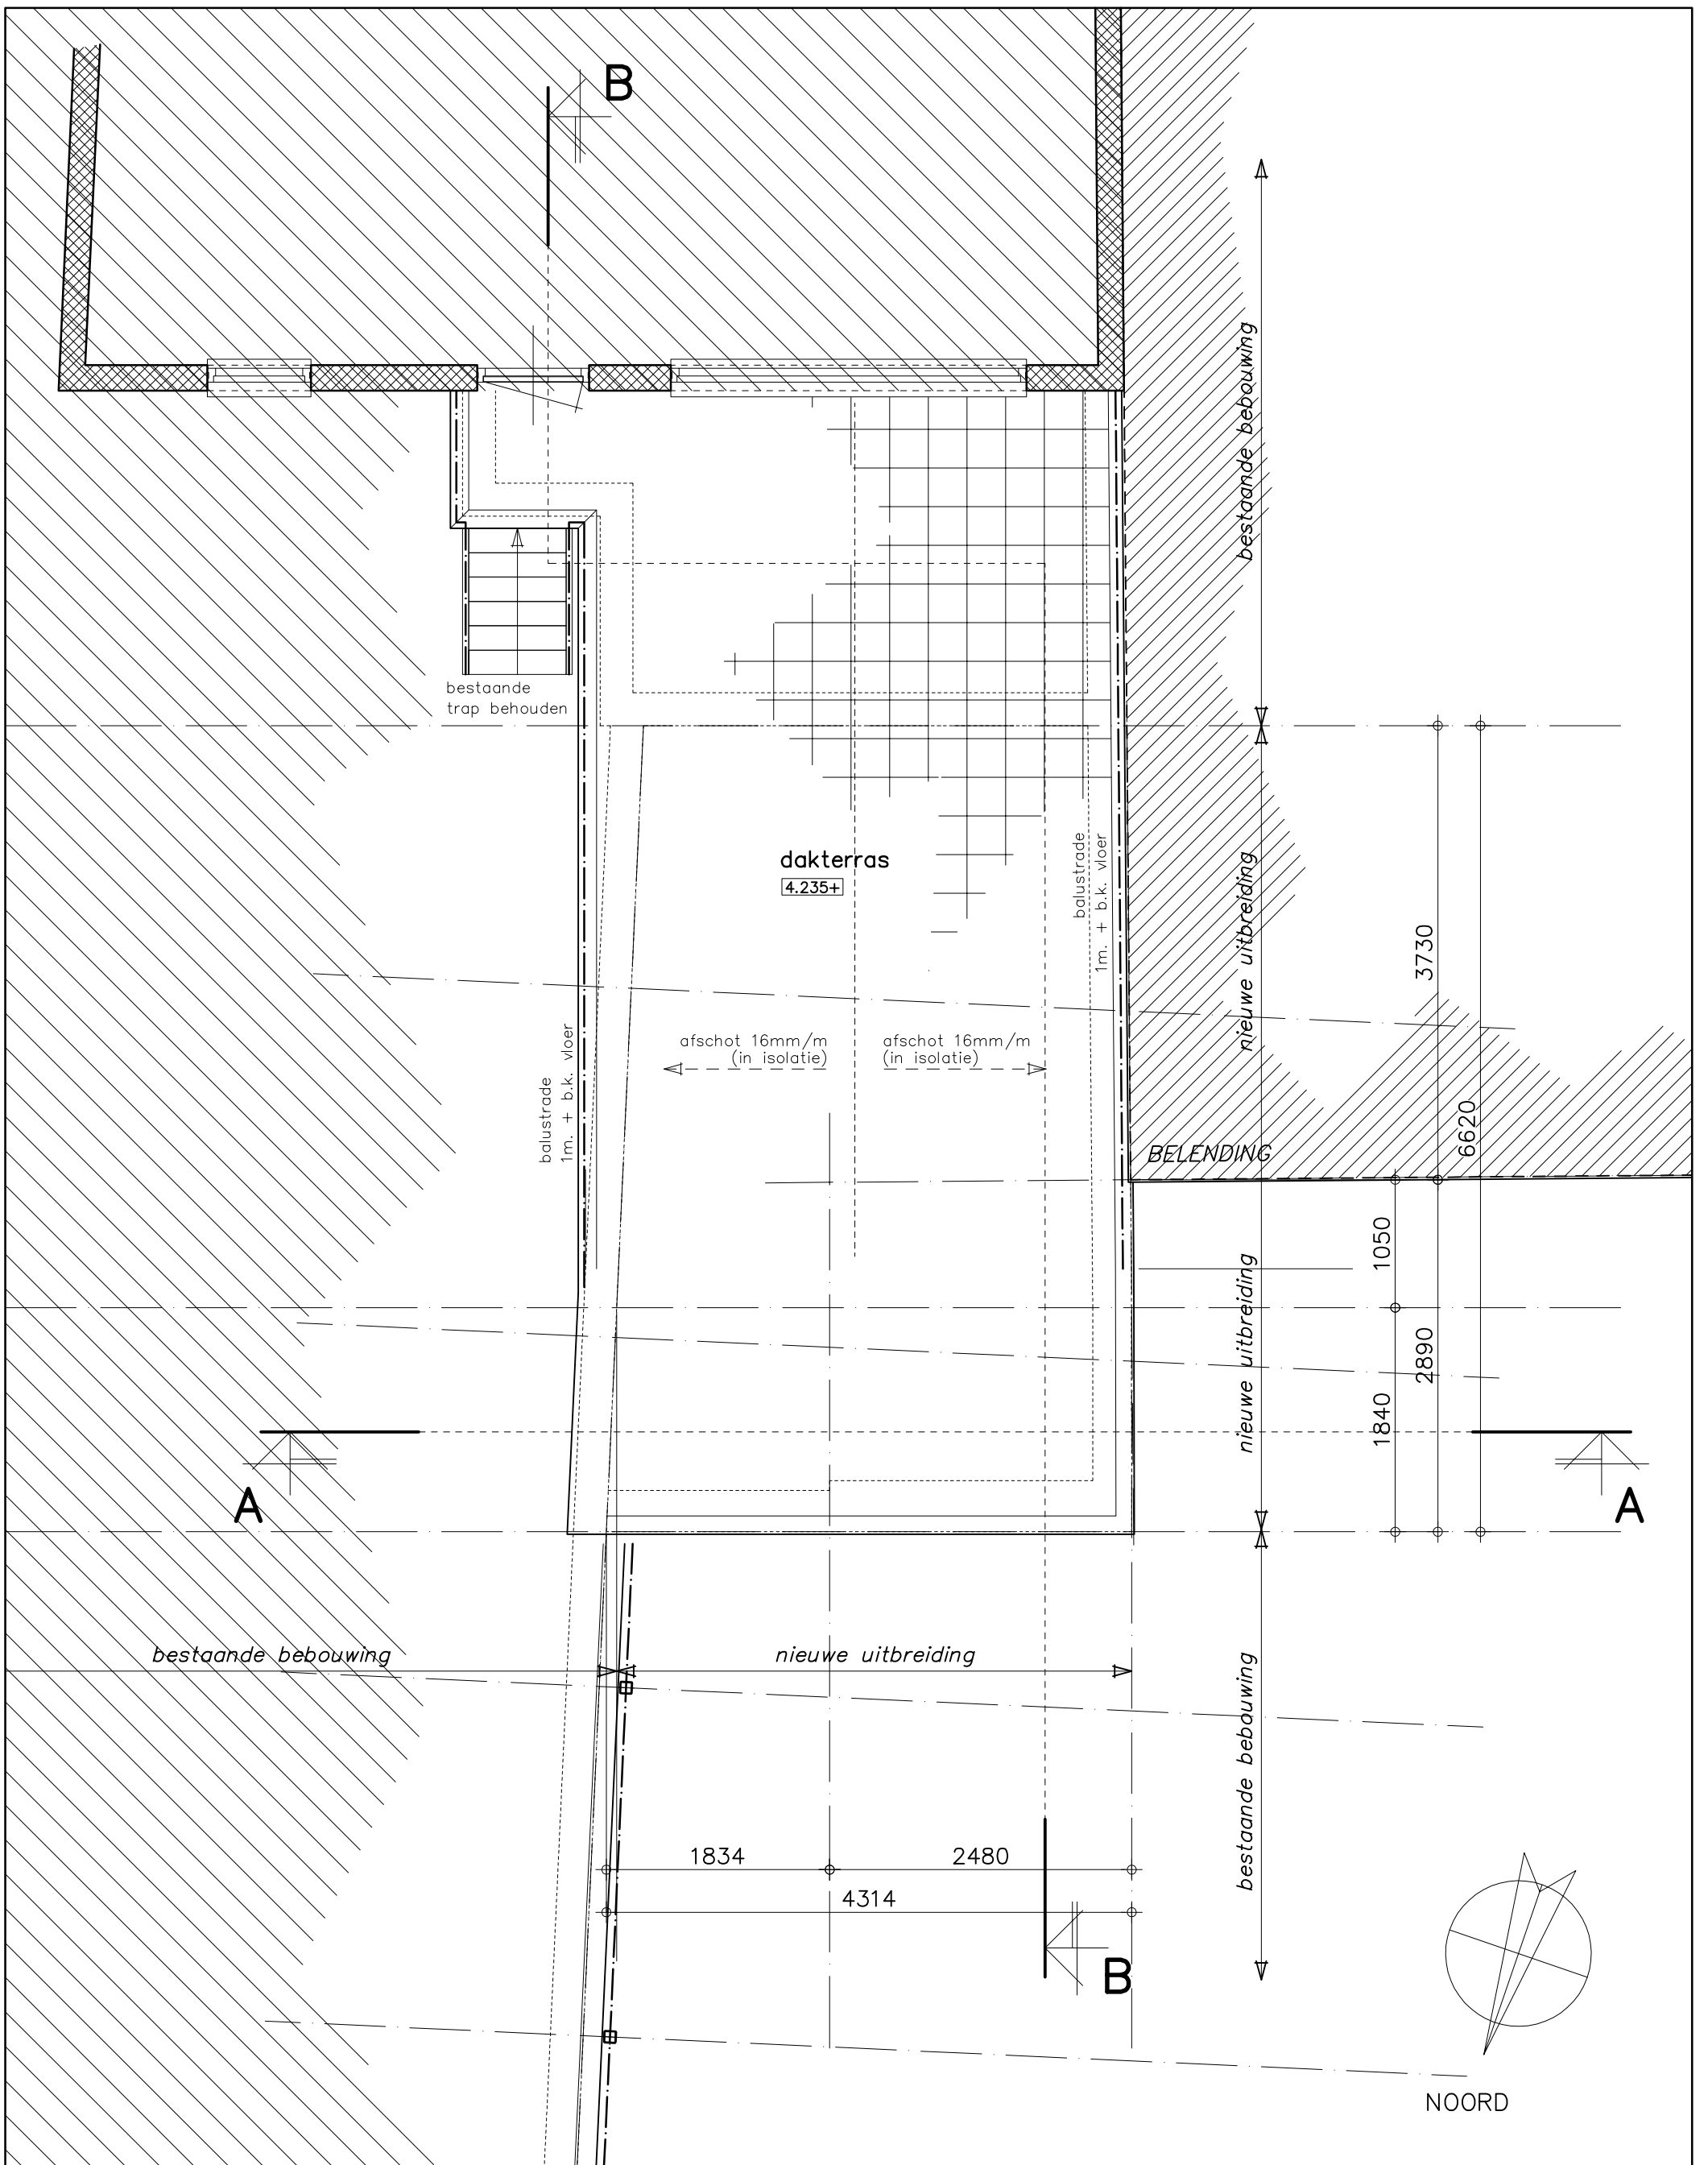 B
bestaande bebouwing
bestaande
trap behouden
dakterras
4.235+
balustrade
1m. + b.k. vloer
nieuwe uitbreiding
3730
afschot 16mm/m
(in isolatie)
afschot 16mm/m
(in isolatie)
balustrade
1m. + b.k. vloer
6620
BELENDING
1050
nieuwe uitbreiding
2890
1840
A
A
bestaande bebouwing
nieuwe uitbreiding
bestaande bebouwing
1834
2480
4314
B
NOORD